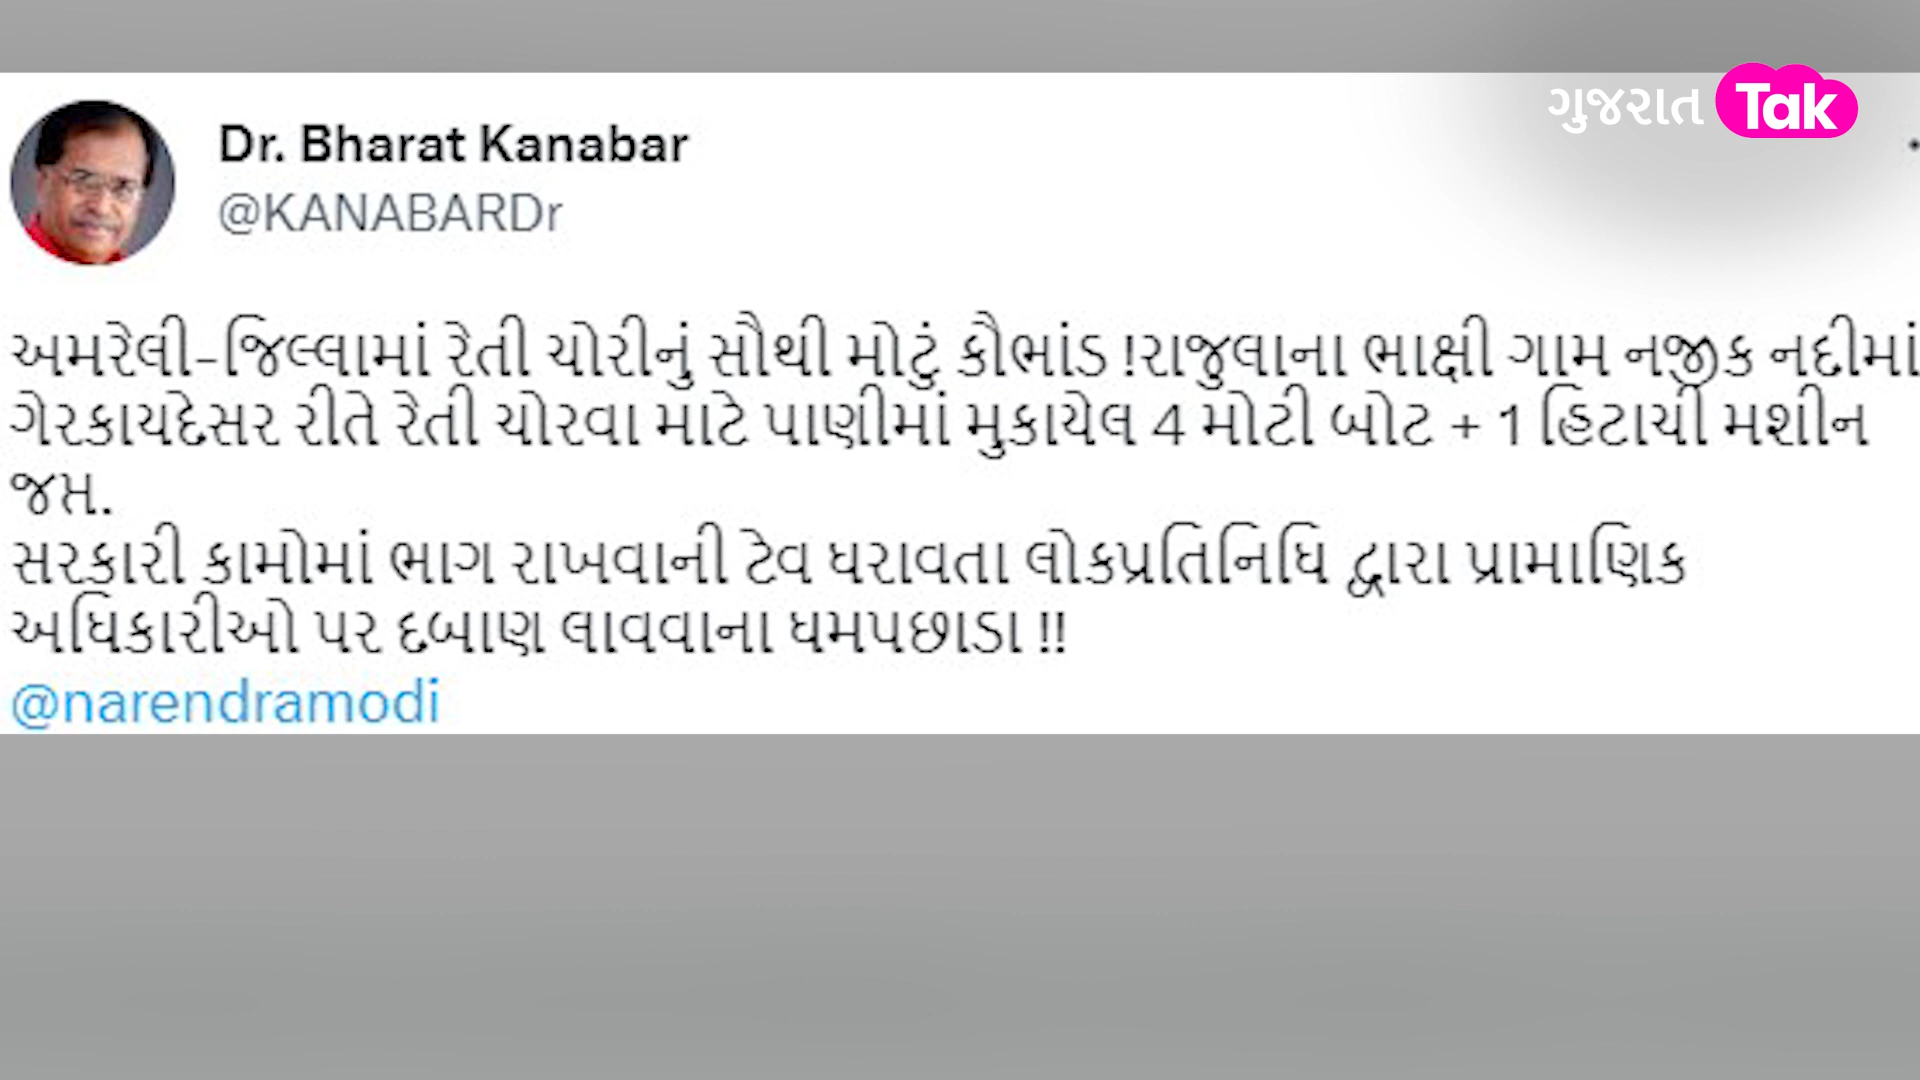 ગુજરાત Tak
Dr. Bharat Kanabar
@KANABARDr
અમરેલી-જિલ્લામાં રેતી ચોરીનું સૌથી મોટું કૌભાંડ !રાજુલાના ભાક્ષી ગામ નજીક નદીમાં
ગેરકાયદેસર રીતે રેતી ચોરવા માટે પાણીમાં મુકાયેલ 4 મોટી બોટ + 1 હિટાચી મશીન
જપ્ત.
સરકારી કામોમાં ભાગ રાખવાની ટેવ ધરાવતા લોકપ્રતિનિધિ દ્વારા પ્રામાણિક
અધિકારીઓ પર દબાણ લાવવાના ધમપછાડા !!
@narendramodi